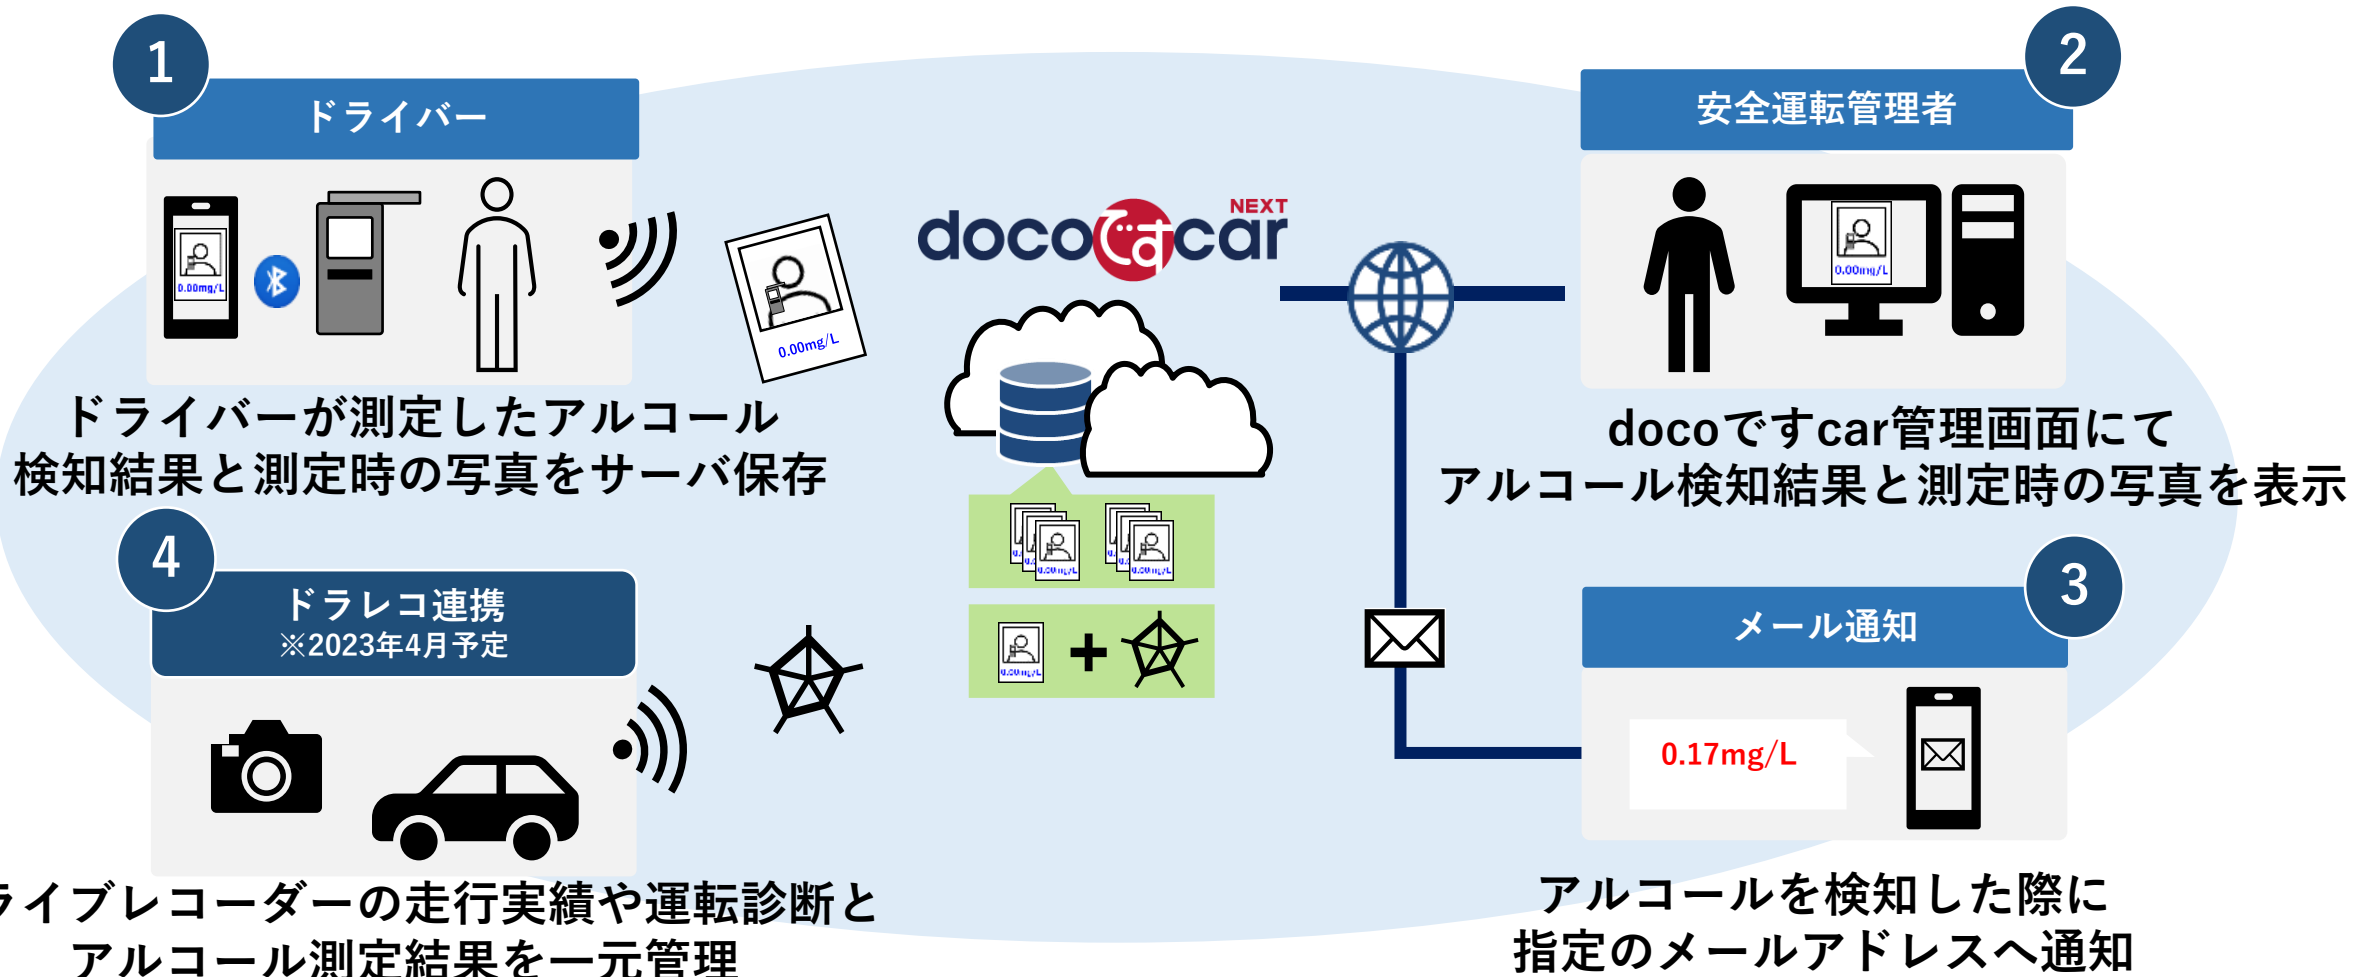 1
ドライバー
0.00mg/L
ドライバーが測定したアルコール
検知結果と測定時の写真をサーバ保存
0.00mg/L
docoですcar NEXT
2
安全運転管理者
0.00mg/L
docoですcar管理画面にて
アルコール検知結果と測定時の写真を表示
4
ドラレコ連携
※2023年4月予定
ライブレコーダーの走行実績や運転診断と
アルコール測定結果を一元管理
0.00mg/L
0.00mg/L
0.00mg/L
3
メール通知
0.17mg/L
アルコールを検知した際に
指定のメールアドレスへ通知